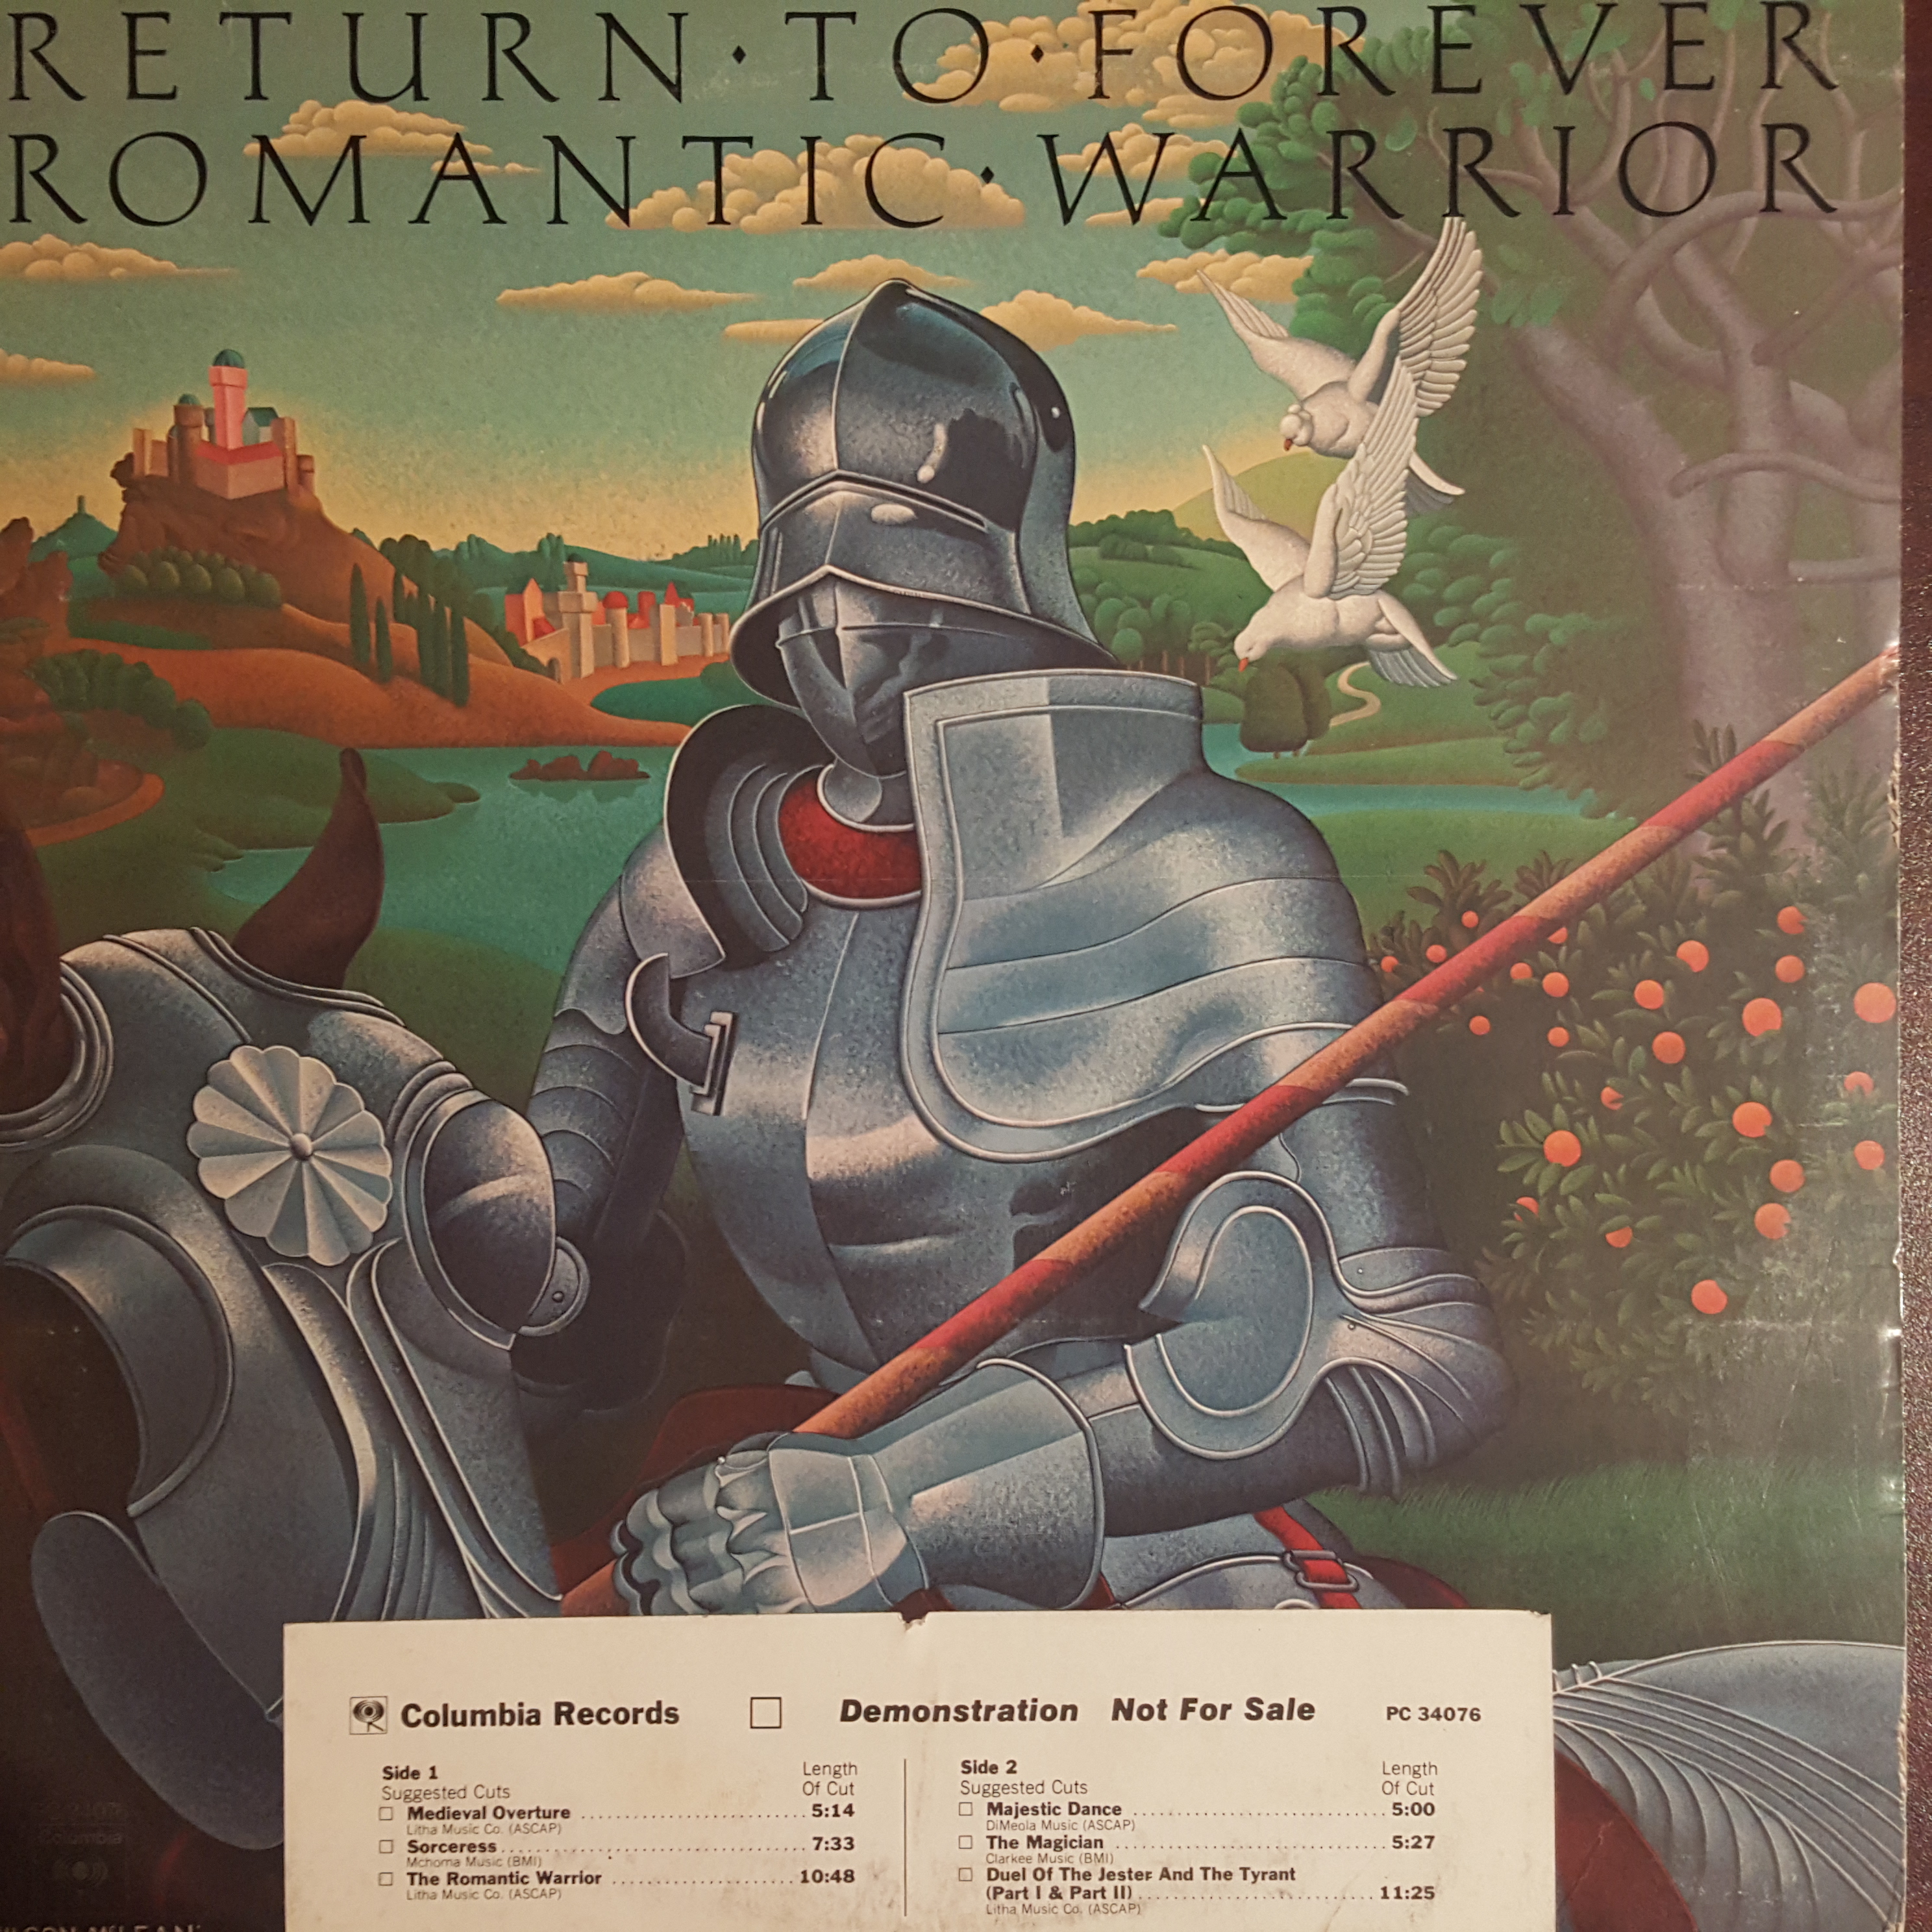 RETURN·TO·FOREVER
ROMANTIC·WARRIOR
Columbia Records
Demonstration Not For Sale
PC 34076
Side 1
Length
Suggested Cuts
Of Cut
Medieval Overture 5:14
Litha Music Co. (ASCAP)
Sorceress 7:33
Mchoma Music (BMI)
The Romantic Warrior 10:48
Litha Music Co. (ASCAP)
Side 2
Length
Suggested Cuts
Of Cut
Majestic Dance 5:00
DiMeola Music (ASCAP)
The Magician 5:27
Clarkee Music (BMI)
Duel Of The Jester And The Tyrant
(Part I & Part II) 11:25
Litha Music Co. (ASCAP)
Columbia